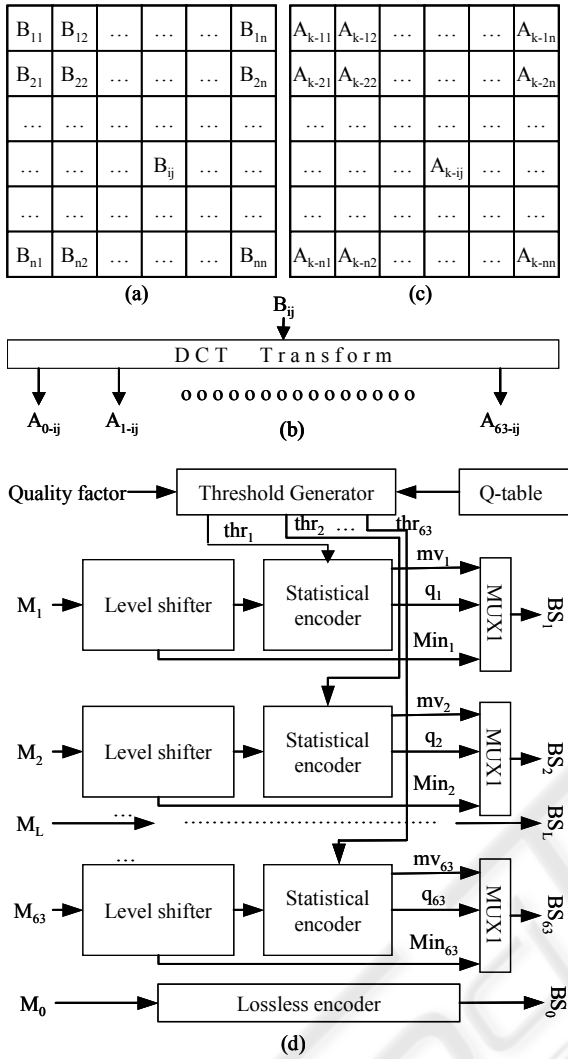 B11 B12 … … … B1n
B21 B22 … … … B2n
… … … … … …
… … … Bij … …
… … … … … …
Bn1 Bn2 … … … Bnn
(a)
Ak-11 Ak-12 … … … Ak-1n
Ak-21 Ak-22 … … … Ak-2n
… … … … … …
… … … Ak-ij … …
… … … … … …
Ak-n1 Ak-n2 … … … Ak-nn
(c)
Bij
DCT Transform
A0-ij A1-ij o o o o o o o o o o o o o o o A63-ij
(b)
Quality factor Threshold Generator Q-table
thr1 thr2 … thr63
M1 Level shifter Statistical encoder mv1 q1 Min1 MUX1 BS1
M2 Level shifter Statistical encoder mv2 q2 Min2 MUX1 BS2
…
ML BSL
…
M63 Level shifter Statistical encoder mv63 q63 Min63 MUX1 BS63
M0 Lossless encoder BS0
(d)